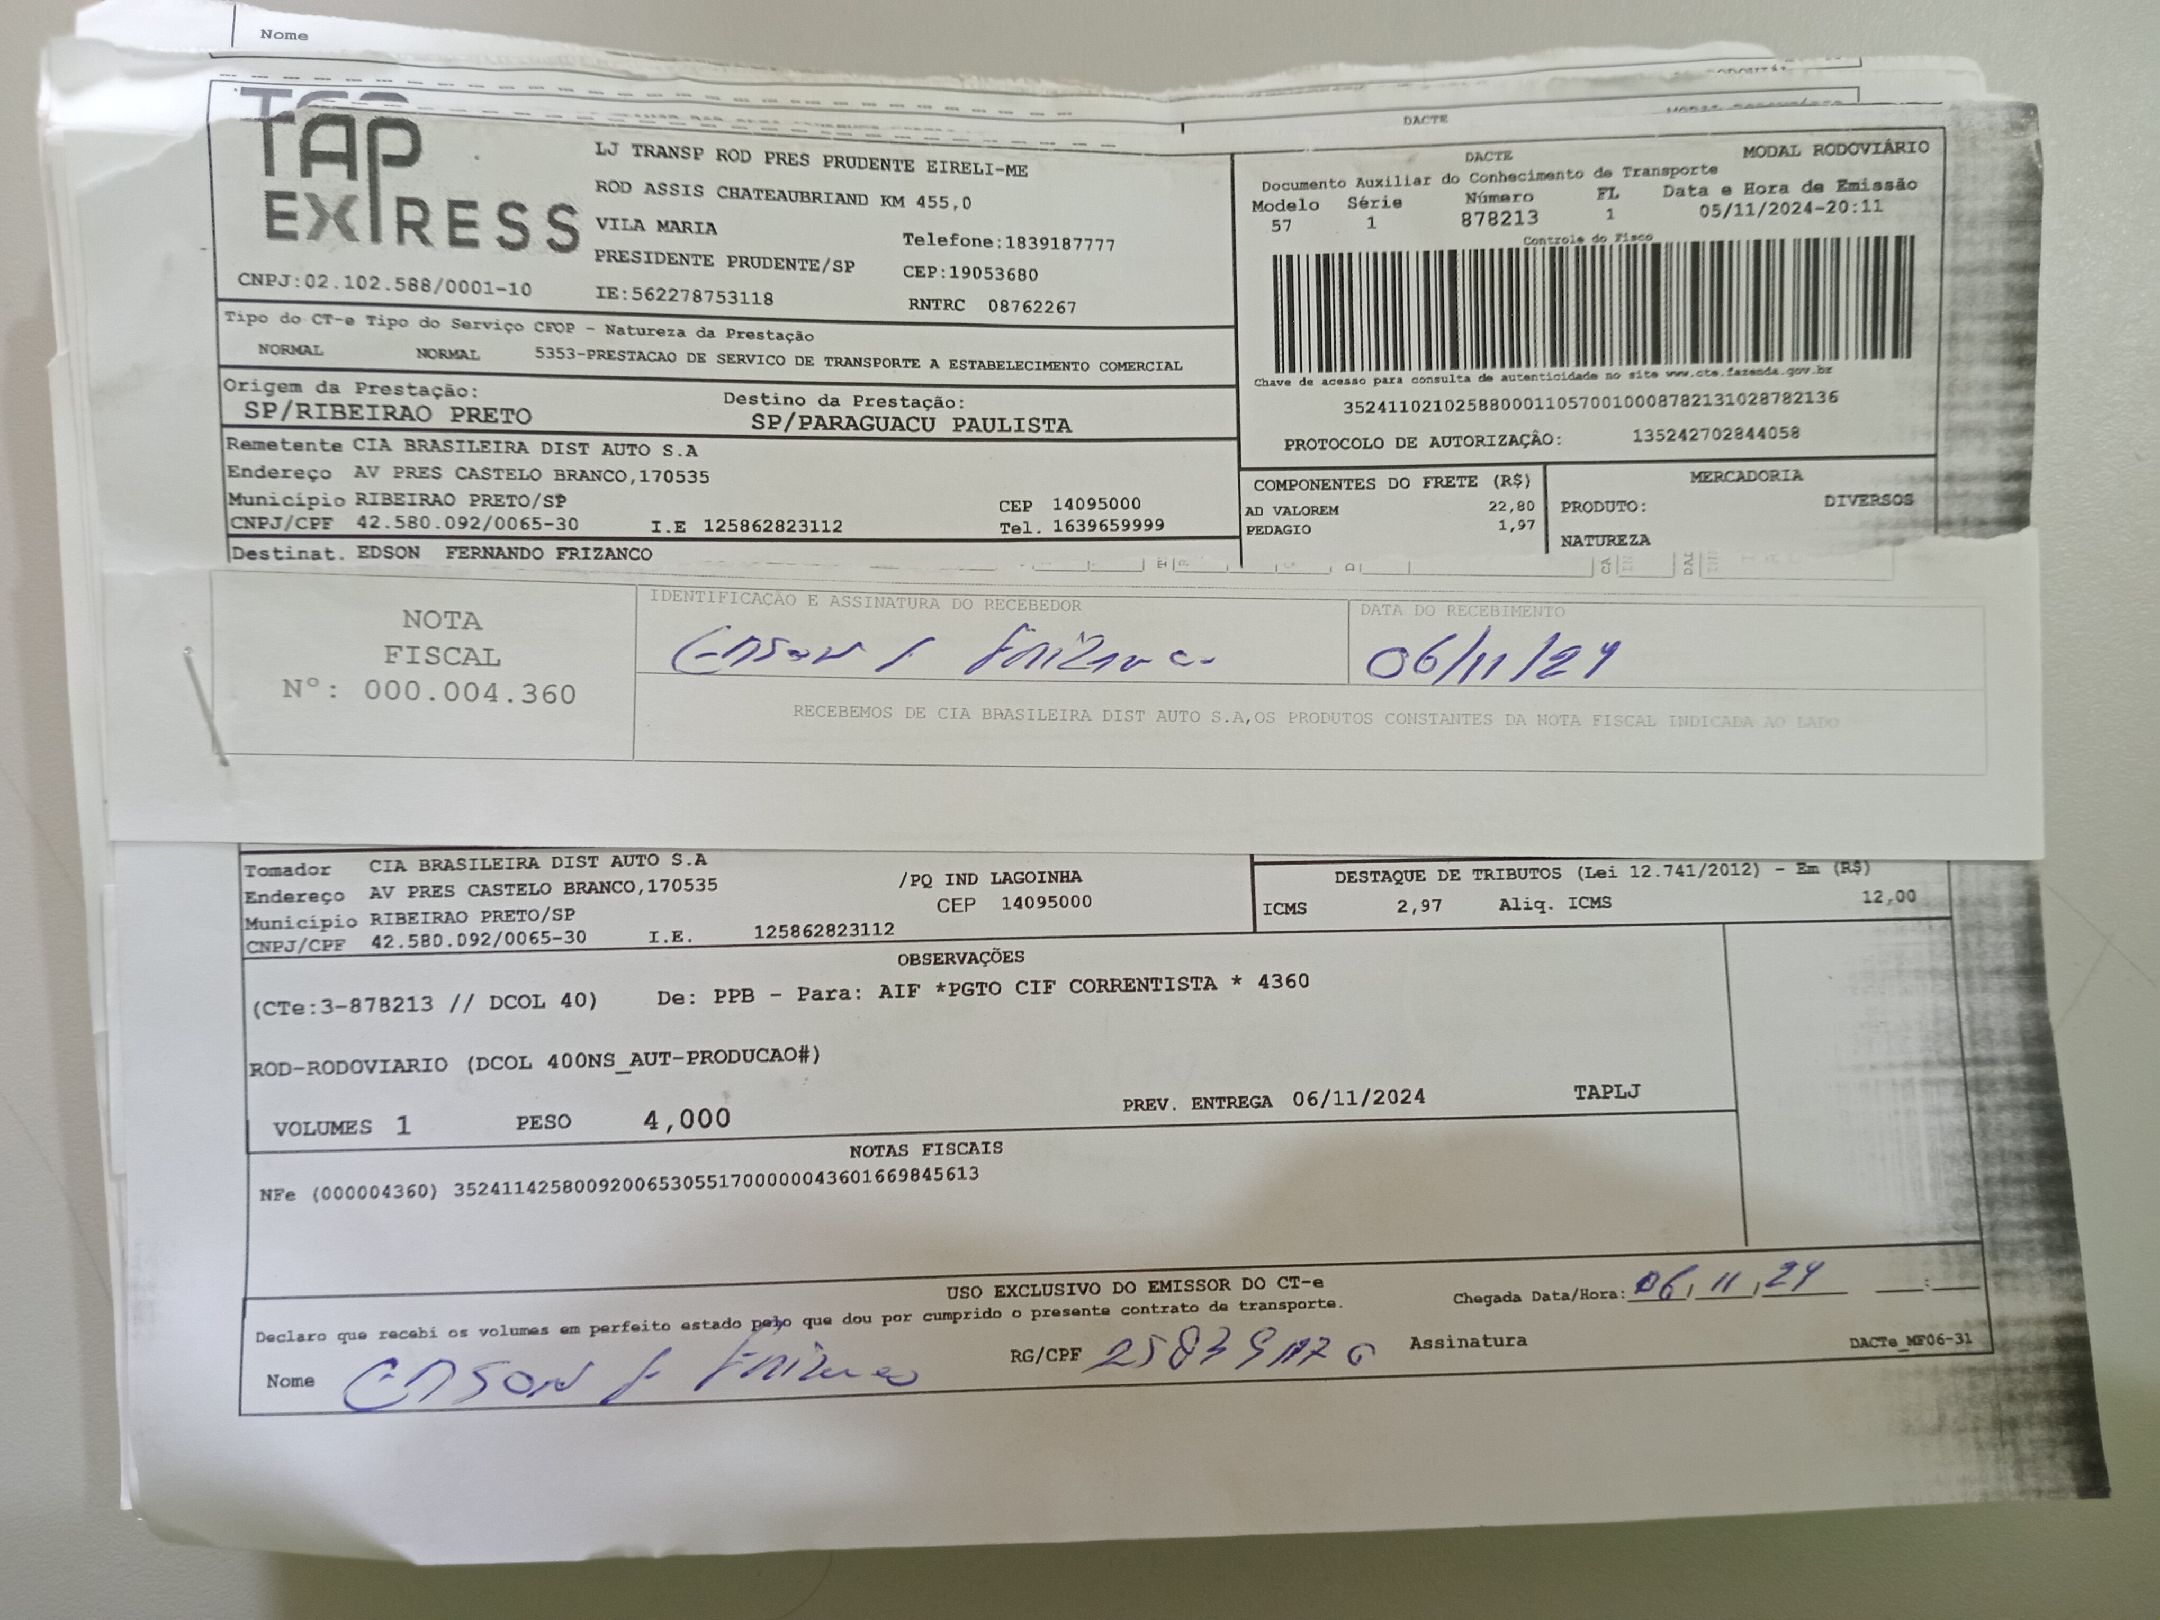 Nome
DACTE
TAP EXPRESS
LJ TRANSP ROD PRES PRUDENTE EIRELI-ME
ROD ASSIS CHATEAUBRIAND KM 455,0
VILA MARIA
Telefone:1839187777
PRESIDENTE PRUDENTE/SP
CEP:19053680
CNPJ:02.102.588/0001-10
IE:562278753118
RNTRC 08762267
DACTE
MODAL RODOVIÁRIO
Documento Auxiliar do Conhecimento de Transporte
Modelo Série Número FL Data e Hora de Emissão
57 1 878213 1 05/11/2024-20:11
Controle do Fisco
Chave de acesso para consulta de autenticidade no site www.cte.fazenda.gov.br
35241102102588000110570010008782131028782136
PROTOCOLO DE AUTORIZAÇÃO: 135242702844058
Tipo do CT-e Tipo do Serviço CFOP - Natureza da Prestação
NORMAL NORMAL 5353-PRESTACAO DE SERVICO DE TRANSPORTE A ESTABELECIMENTO COMERCIAL
Origem da Prestação:
SP/RIBEIRAO PRETO
Destino da Prestação:
SP/PARAGUACU PAULISTA
Remetente CIA BRASILEIRA DIST AUTO S.A
Endereço AV PRES CASTELO BRANCO,170535
Município RIBEIRAO PRETO/SP CEP 14095000
CNPJ/CPF 42.580.092/0065-30 I.E 125862823112 Tel. 1639659999
Destinat. EDSON FERNANDO FRIZANCO
COMPONENTES DO FRETE (R$)
AD VALOREM 22,80
PEDAGIO 1,97
MERCADORIA
PRODUTO: DIVERSOS
NATUREZA
NOTA
FISCAL
Nº: 000.004.360
IDENTIFICAÇÃO E ASSINATURA DO RECEBEDOR
Edson F Frizanco
DATA DO RECEBIMENTO
06/11/24
RECEBEMOS DE CIA BRASILEIRA DIST AUTO S.A,OS PRODUTOS CONSTANTES DA NOTA FISCAL INDICADA AO LADO
Tomador CIA BRASILEIRA DIST AUTO S.A
Endereço AV PRES CASTELO BRANCO,170535 /PQ IND LAGOINHA
Município RIBEIRAO PRETO/SP CEP 14095000
CNPJ/CPF 42.580.092/0065-30 I.E. 125862823112
DESTAQUE DE TRIBUTOS (Lei 12.741/2012) - Em (R$)
ICMS 2,97 Aliq. ICMS 12,00
OBSERVAÇÕES
(CTe:3-878213 // DCOL 40) De: PPB - Para: AIF *PGTO CIF CORRENTISTA * 4360
ROD-RODOVIARIO (DCOL 400NS_AUT-PRODUCAO#)
VOLUMES 1 PESO 4,000 PREV. ENTREGA 06/11/2024 TAPLJ
NOTAS FISCAIS
NFe (000004360) 35241142580092006530551700000043601669845613
USO EXCLUSIVO DO EMISSOR DO CT-e
Declaro que recebi os volumes em perfeito estado pelo que dou por cumprido o presente contrato de transporte.
Chegada Data/Hora: 06/11/24 __:__
Nome Edson F Frizanco RG/CPF Assinatura
DACTe_MF06-31